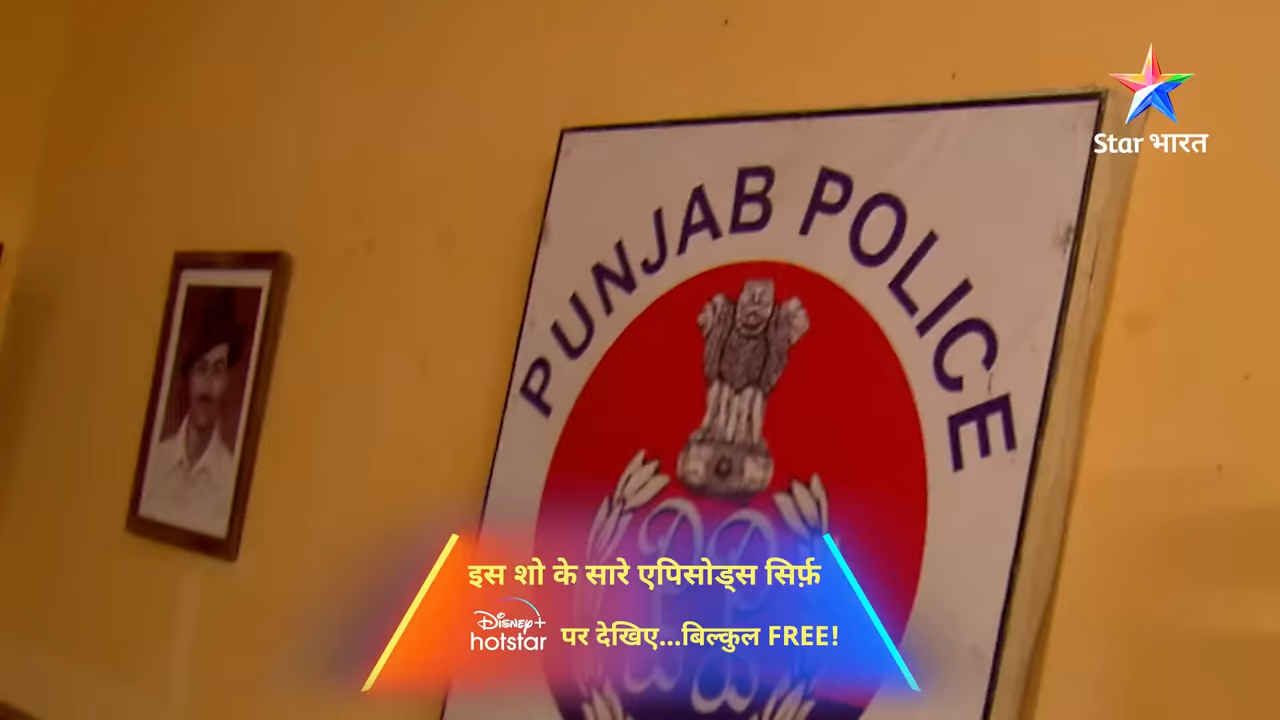 Star भारत
PUNJAB POLICE
इस शो के सारे एपिसोड्स सिर्फ़
Disney+ hotstar पर देखिए...बिल्कुल FREE!